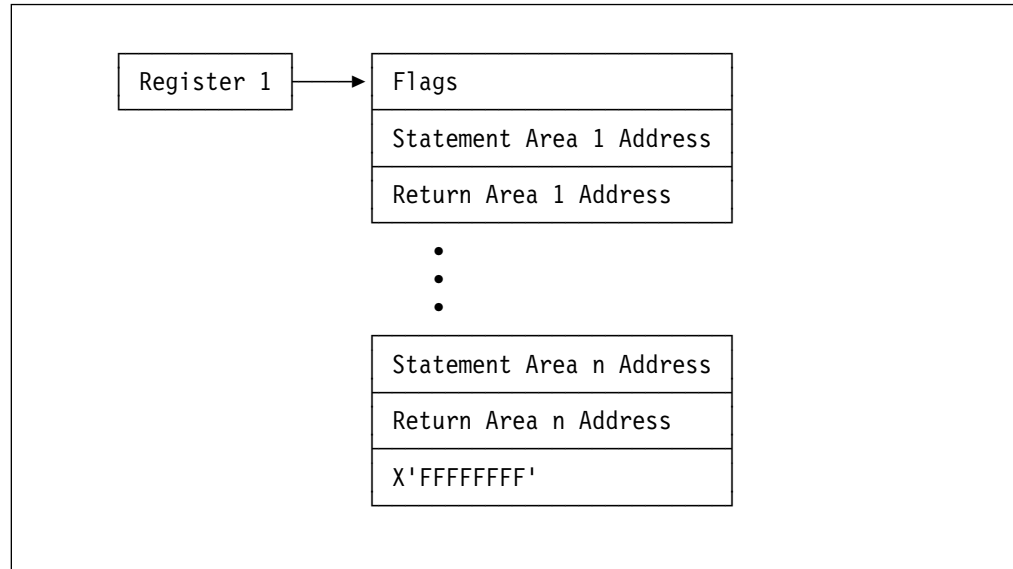 Register 1
Flags
Statement Area 1 Address
Return Area 1 Address
Statement Area n Address
Return Area n Address
X'FFFFFFFF'